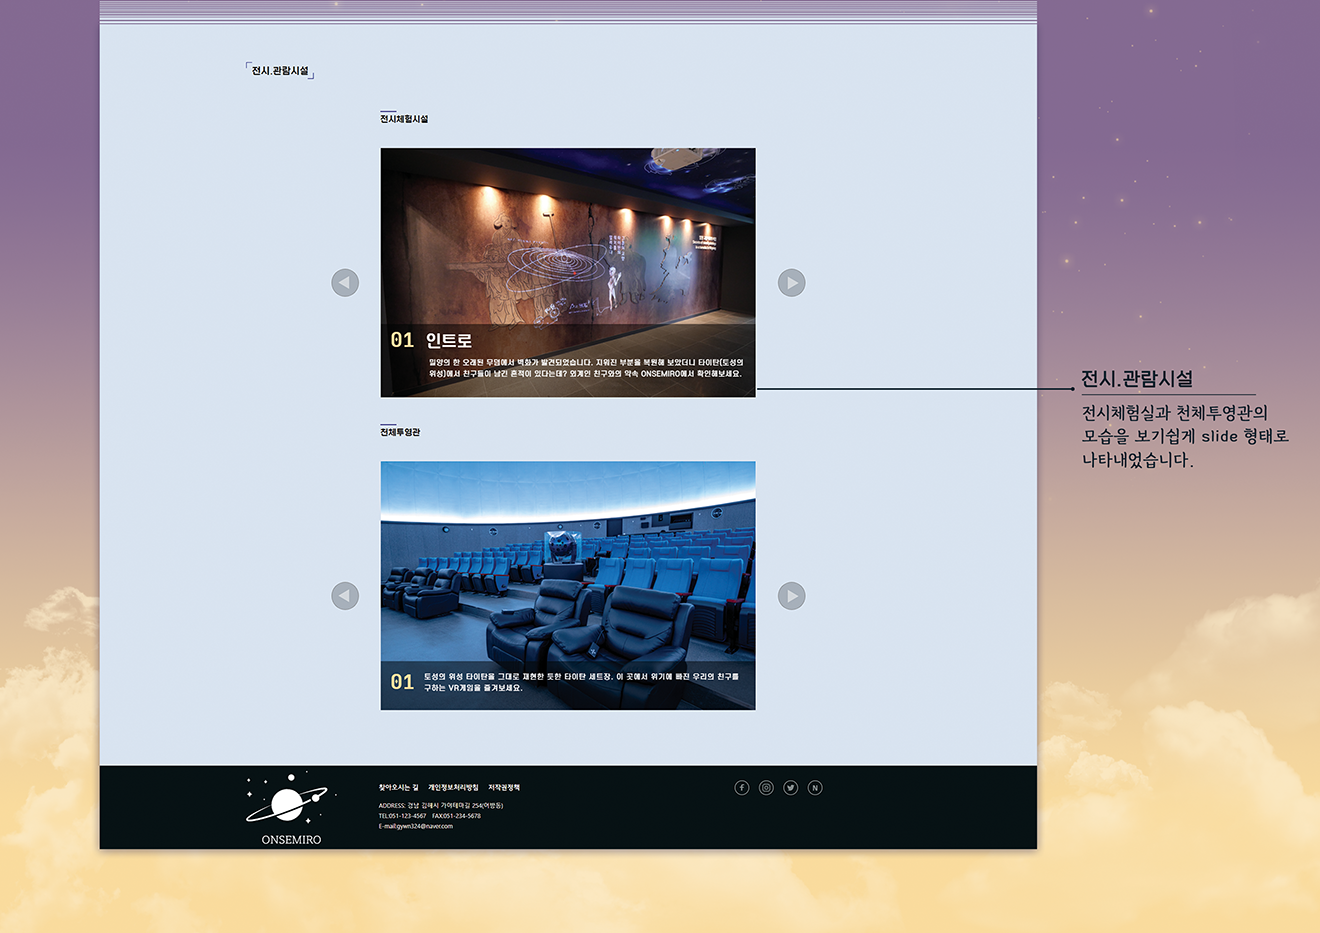 전시.관람시설
전시체험시설
01 인트로
밀양의 한 오래된 무덤에서 벽화가 발견되었습니다. 지워진 부분을 복원해 보았더니 타이탄(토성의
위성)에서 친구들이 남긴 흔적이 있다는데? 외계인 친구와의 약속 ONSEMIRO에서 확인해보세요.
천체투영관
01
토성의 위성 타이탄을 그대로 재현한 듯한 타이탄 세트장. 이 곳에서 위기에 빠진 우리의 친구를
구하는 VR게임을 즐겨보세요.
전시.관람시설
전시체험실과 천체투영관의
모습을 보기쉽게 slide 형태로
나타내었습니다.
찾아오시는 길 개인정보처리방침 저작권정책
ADDRESS: 경남 김해시 가야테마길 254(어방동)
TEL:051-123-4567 FAX:051-234-5678
E-mail:gywn324@naver.com
ONSEMIRO